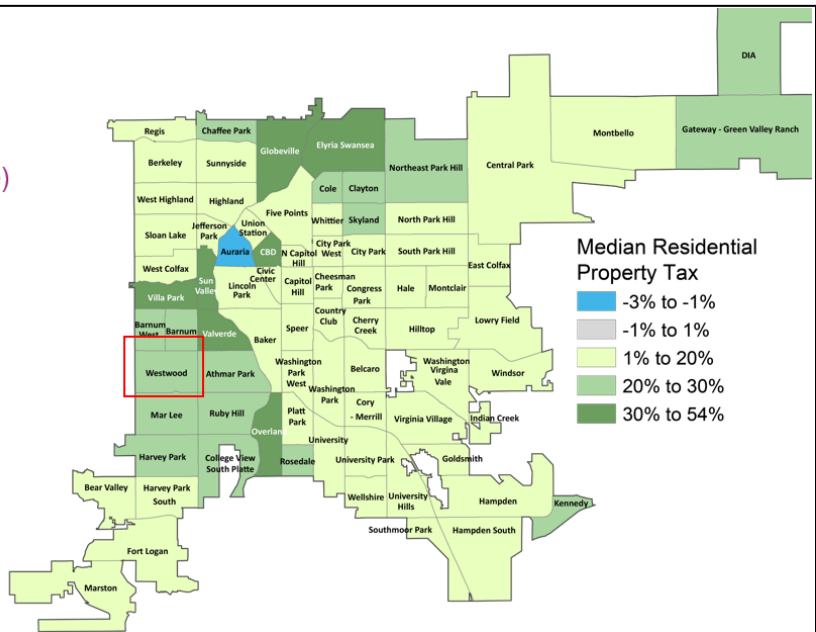 )
DIA
Regis
Chaffee Park
Globeville
Elyria Swansea
Montbello
Gateway - Green Valley Ranch
Berkeley
Sunnyside
Northeast Park Hill
Central Park
West Highland
Highland
Cole
Clayton
Five Points
Whittier
Skyland
North Park Hill
Sloan Lake
Jefferson
Park
Union
Station
Auraria
CBD
N Capitol
Hill
City Park
West
City Park
South Park Hill
East Colfax
West Colfax
Civic
Center
Sun
Valley
Lincoln
Park
Capitol
Hill
Cheesman
Park
Congress
Park
Hale
Montclair
Villa Park
Barnum
West
Barnum
Valverde
Baker
Speer
Country
Club
Cherry
Creek
Hilltop
Lowry Field
Westwood
Athmar Park
Washington
Park
West
Washington
Park
Belcaro
Washington
Virgina
Vale
Windsor
Mar Lee
Ruby Hill
Overland
Platt
Park
Cory
- Merrill
Virginia Village
Indian Creek
Harvey Park
College View
South Platte
Rosedale
University
University Park
Goldsmith
Bear Valley
Harvey Park
South
Wellshire
University
Hills
Hampden
Kennedy
Southmoor Park
Hampden South
Fort Logan
Marston
Median Residential
Property Tax
-3% to -1%
-1% to 1%
1% to 20%
20% to 30%
30% to 54%